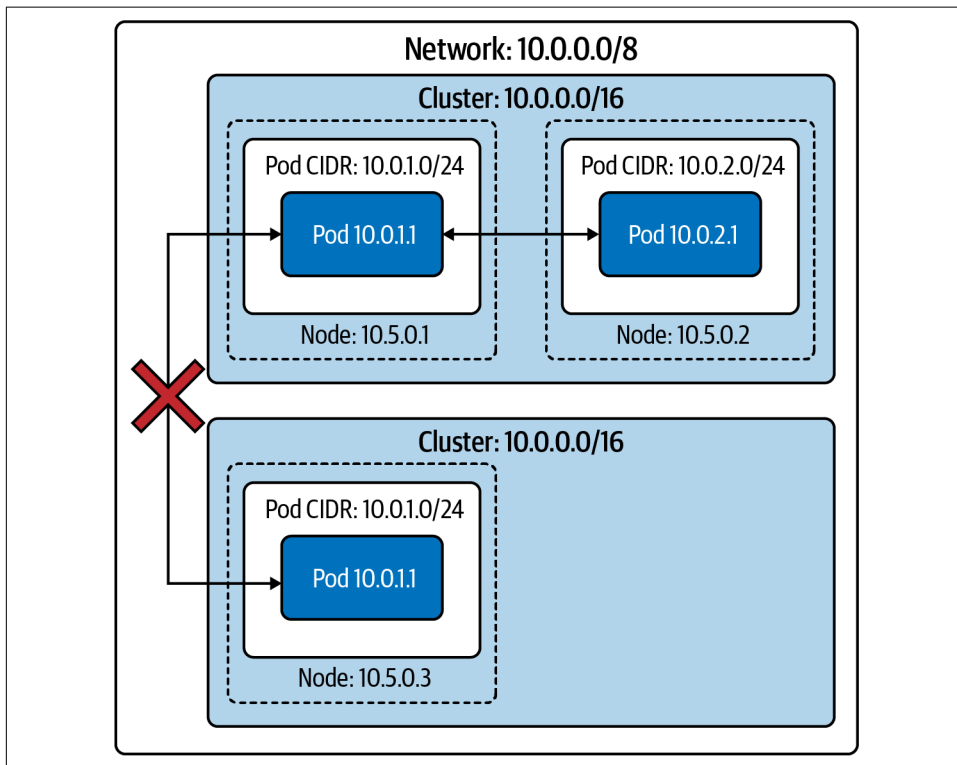 Network: 10.0.0.0/8
Cluster: 10.0.0.0/16
Pod CIDR: 10.0.1.0/24
Pod 10.0.1.1
Node: 10.5.0.1
Pod CIDR: 10.0.2.0/24
Pod 10.0.2.1
Node: 10.5.0.2
Cluster: 10.0.0.0/16
Pod CIDR: 10.0.1.0/24
Pod 10.0.1.1
Node: 10.5.0.3